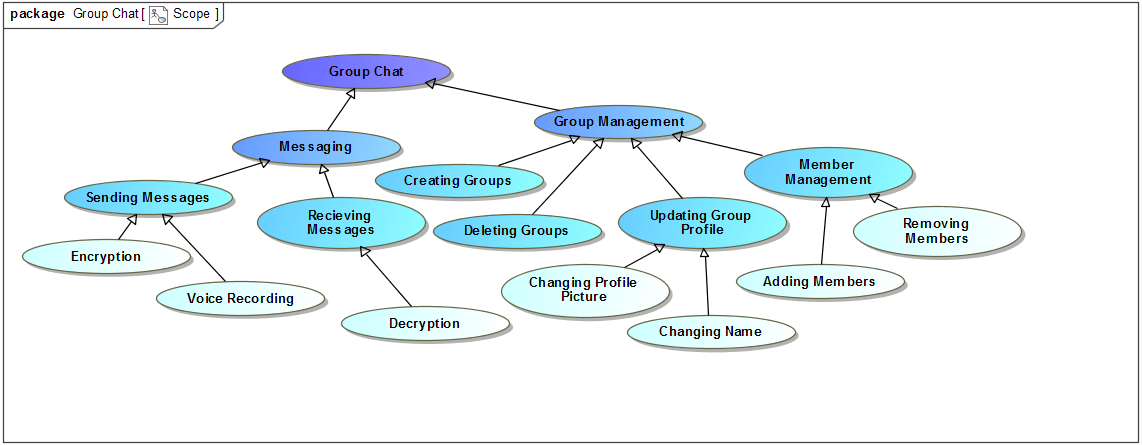 package Group Chat [ Scope ]
Group Chat
Group Management
Messaging
Member
Management
Creating Groups
Sending Messages
Recieving
Messages
Deleting Groups
Updating Group
Profile
Removing
Members
Encryption
Voice Recording
Changing Profile
Picture
Adding Members
Decryption
Changing Name